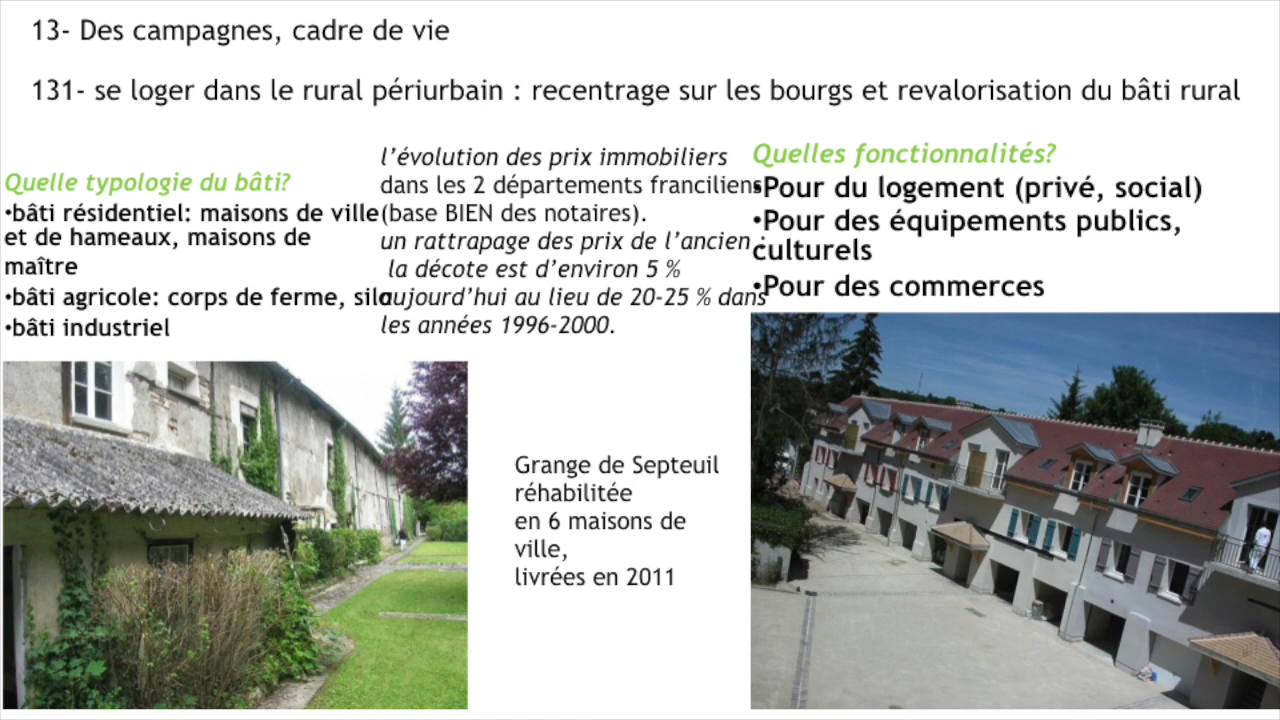 13- Des campagnes, cadre de vie
131- se loger dans le rural périurbain : recentrage sur les bourgs et revalorisation du bâti rural
Quelle typologie du bâti?
•bâti résidentiel: maisons de ville
et de hameaux, maisons de
maître
•bâti agricole: corps de ferme, silo
•bâti industriel
l’évolution des prix immobiliers
dans les 2 départements franciliens
(base BIEN des notaires).
un rattrapage des prix de l’ancien :
la décote est d’environ 5 %
aujourd’hui au lieu de 20-25 % dans
les années 1996-2000.
Quelles fonctionnalités?
•Pour du logement (privé, social)
•Pour des équipements publics,
culturels
•Pour des commerces
Grange de Septeuil
réhabilitée
en 6 maisons de
ville,
livrées en 2011